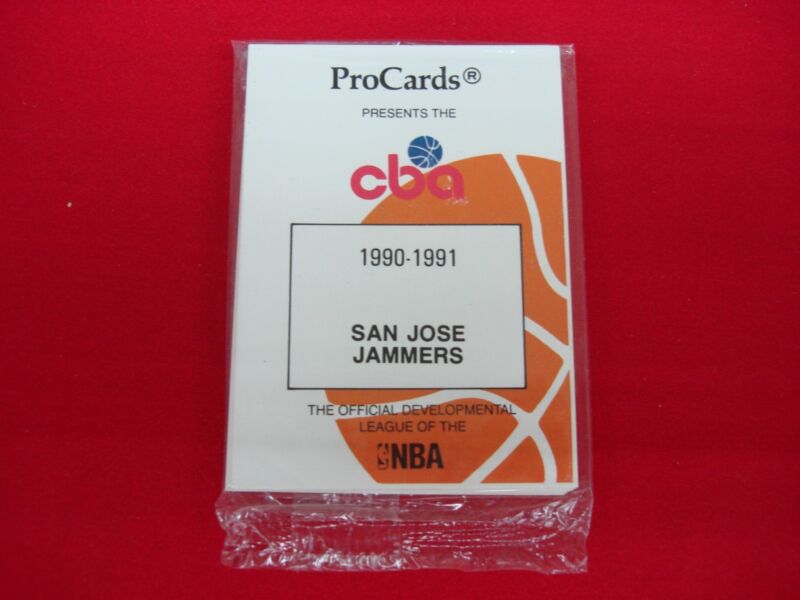 ProCards®
PRESENTS THE
cba
1990-1991
SAN JOSE
JAMMERS
THE OFFICIAL DEVELOPMENTAL
LEAGUE OF THE
NBA